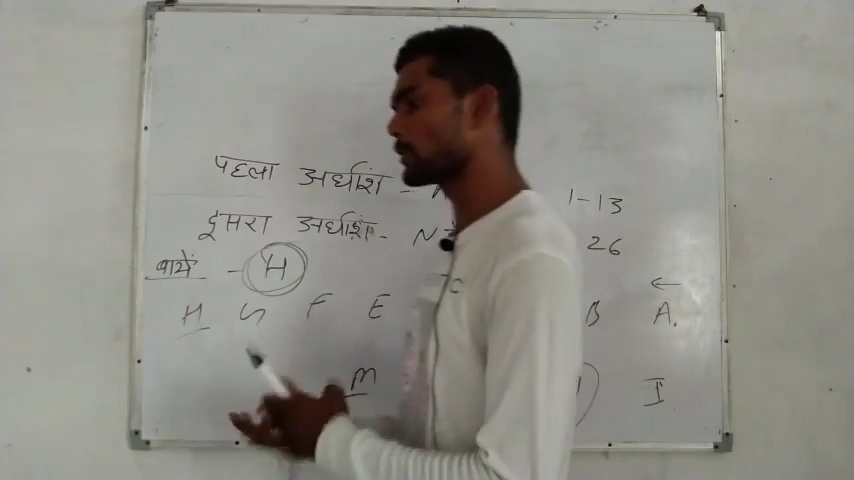 पहला अर्धांश - 1-13
दूसरा अर्धांश - N 26
बायें - H
H G F E B A.
M I